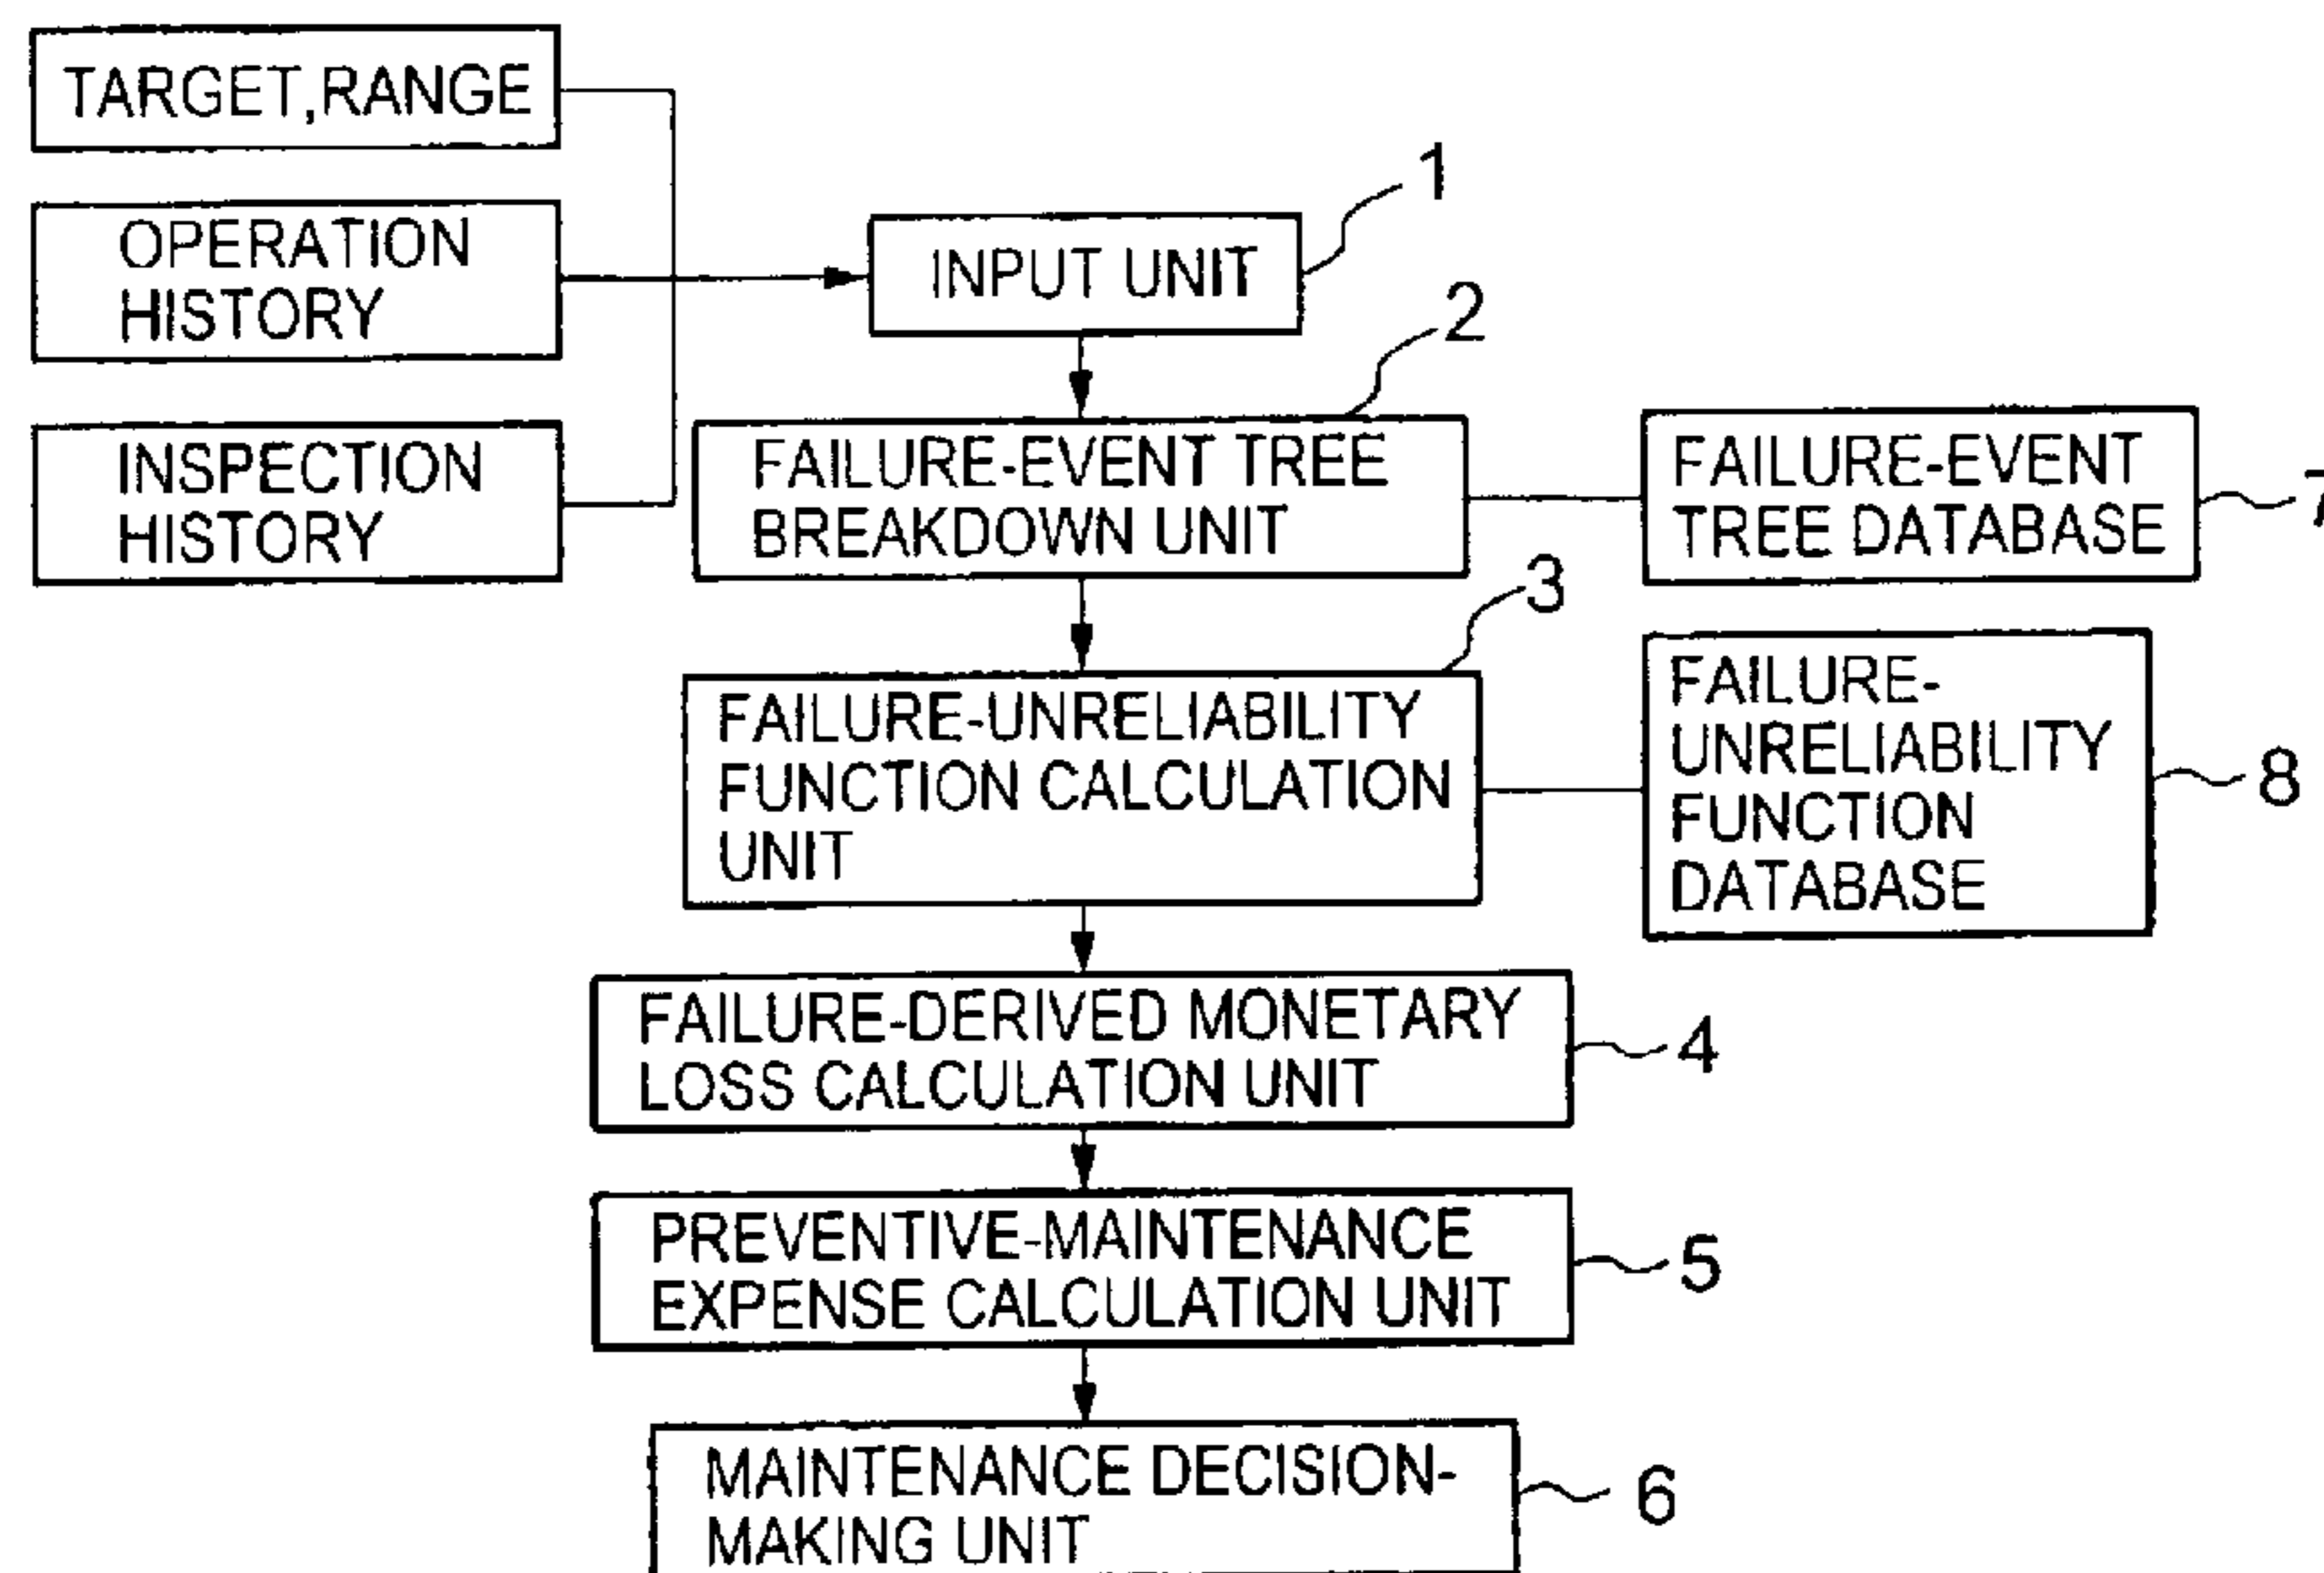 TARGET,RANGE
OPERATION
HISTORY
INSPECTION
HISTORY
INPUT UNIT
1
FAILURE-EVENT TREE
BREAKDOWN UNIT
2
FAILURE-EVENT
TREE DATABASE
7
FAILURE-UNRELIABILITY
FUNCTION CALCULATION
UNIT
3
FAILURE-
UNRELIABILITY
FUNCTION
DATABASE
8
FAILURE-DERIVED MONETARY
LOSS CALCULATION UNIT
4
PREVENTIVE-MAINTENANCE
EXPENSE CALCULATION UNIT
5
MAINTENANCE DECISION-
MAKING UNIT
6